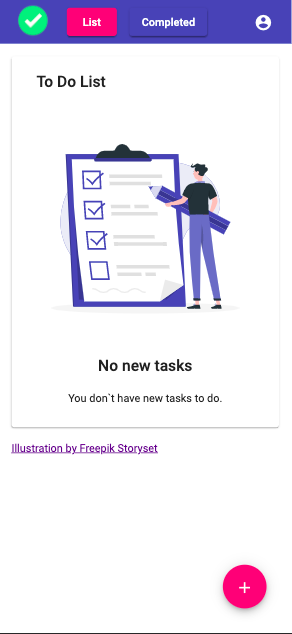 List
Completed
To Do List
No new tasks
You don`t have new tasks to do.
Illustration by Freepik Storyset
+